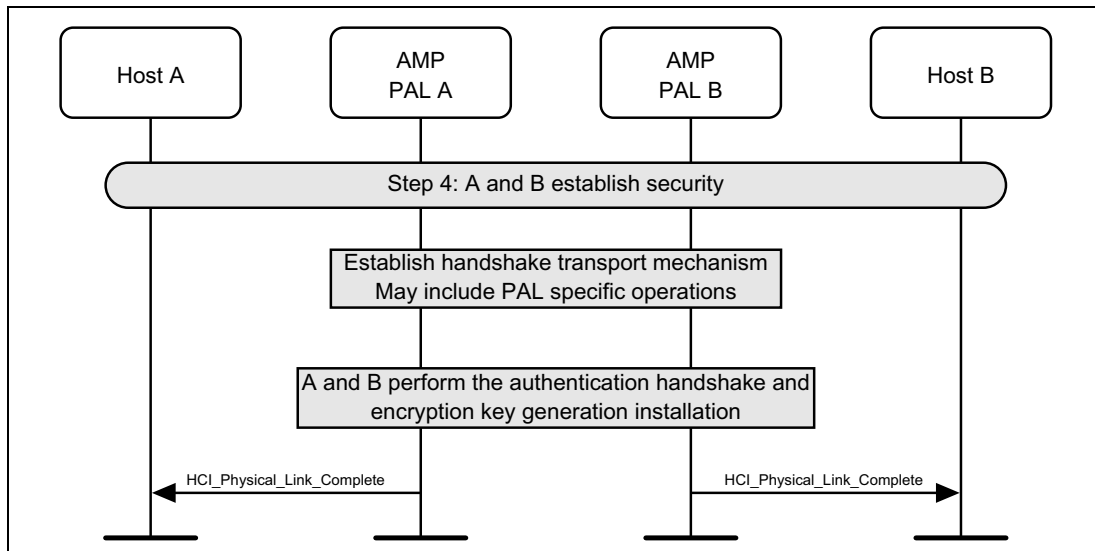 Host A
AMP
PAL A
AMP
PAL B
Host B
Step 4: A and B establish security
Establish handshake transport mechanism
May include PAL specific operations
A and B perform the authentication handshake and
encryption key generation installation
HCI_Physical_Link_Complete
HCI_Physical_Link_Complete